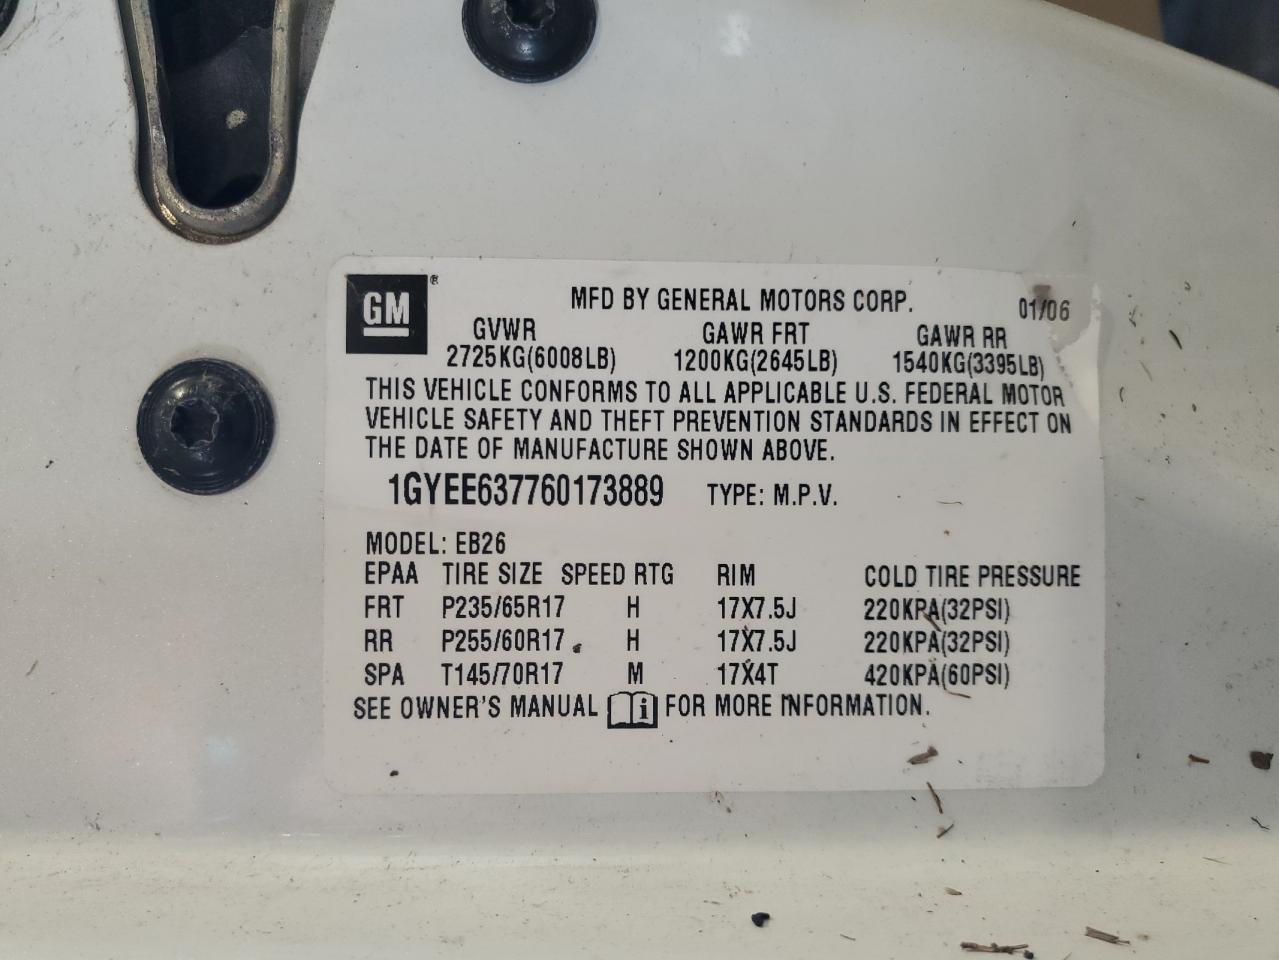 GM ®
MFD BY GENERAL MOTORS CORP. 01/06
GVWR GAWR FRT GAWR RR
2725KG(6008LB) 1200KG(2645LB) 1540KG(3395LB)
THIS VEHICLE CONFORMS TO ALL APPLICABLE U.S. FEDERAL MOTOR
VEHICLE SAFETY AND THEFT PREVENTION STANDARDS IN EFFECT ON
THE DATE OF MANUFACTURE SHOWN ABOVE.
1GYEE637760173889 TYPE: M.P.V.
MODEL: EB26
EPAA TIRE SIZE SPEED RTG RIM COLD TIRE PRESSURE
FRT P235/65R17 H 17X7.5J 220KPA(32PSI)
RR P255/60R17 H 17X7.5J 220KPA(32PSI)
SPA T145/70R17 M 17X4T 420KPA(60PSI)
SEE OWNER'S MANUAL i FOR MORE INFORMATION.